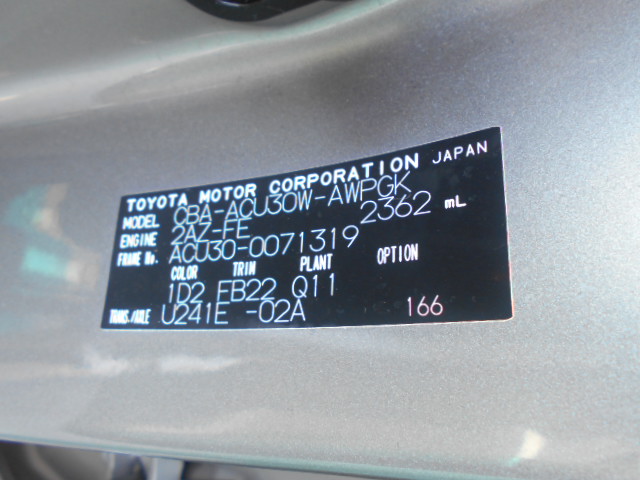 TOYOTA MOTOR CORPORATION JAPAN
MODEL CBA-ACU30W-AWPGK
ENGINE 2AZ-FE 2362 mL
FRAME No. ACU30-0071319
COLOR TRIM PLANT OPTION
1D2 FB22 Q11
TRANS./AXLE U241E -02A 166